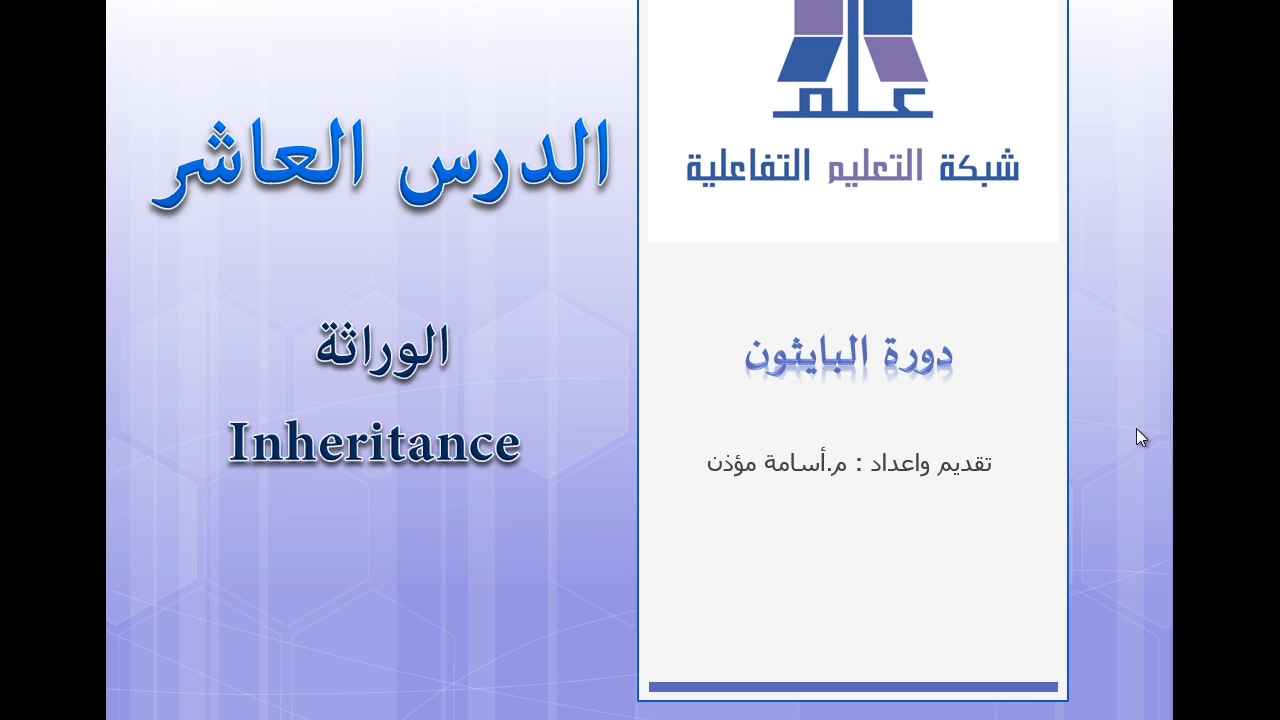 علم
شبكة التعليم التفاعلية
دورة البايثون
تقديم واعداد : م.أسامة مؤذن
الدرس العاشر
الوراثة
Inheritance